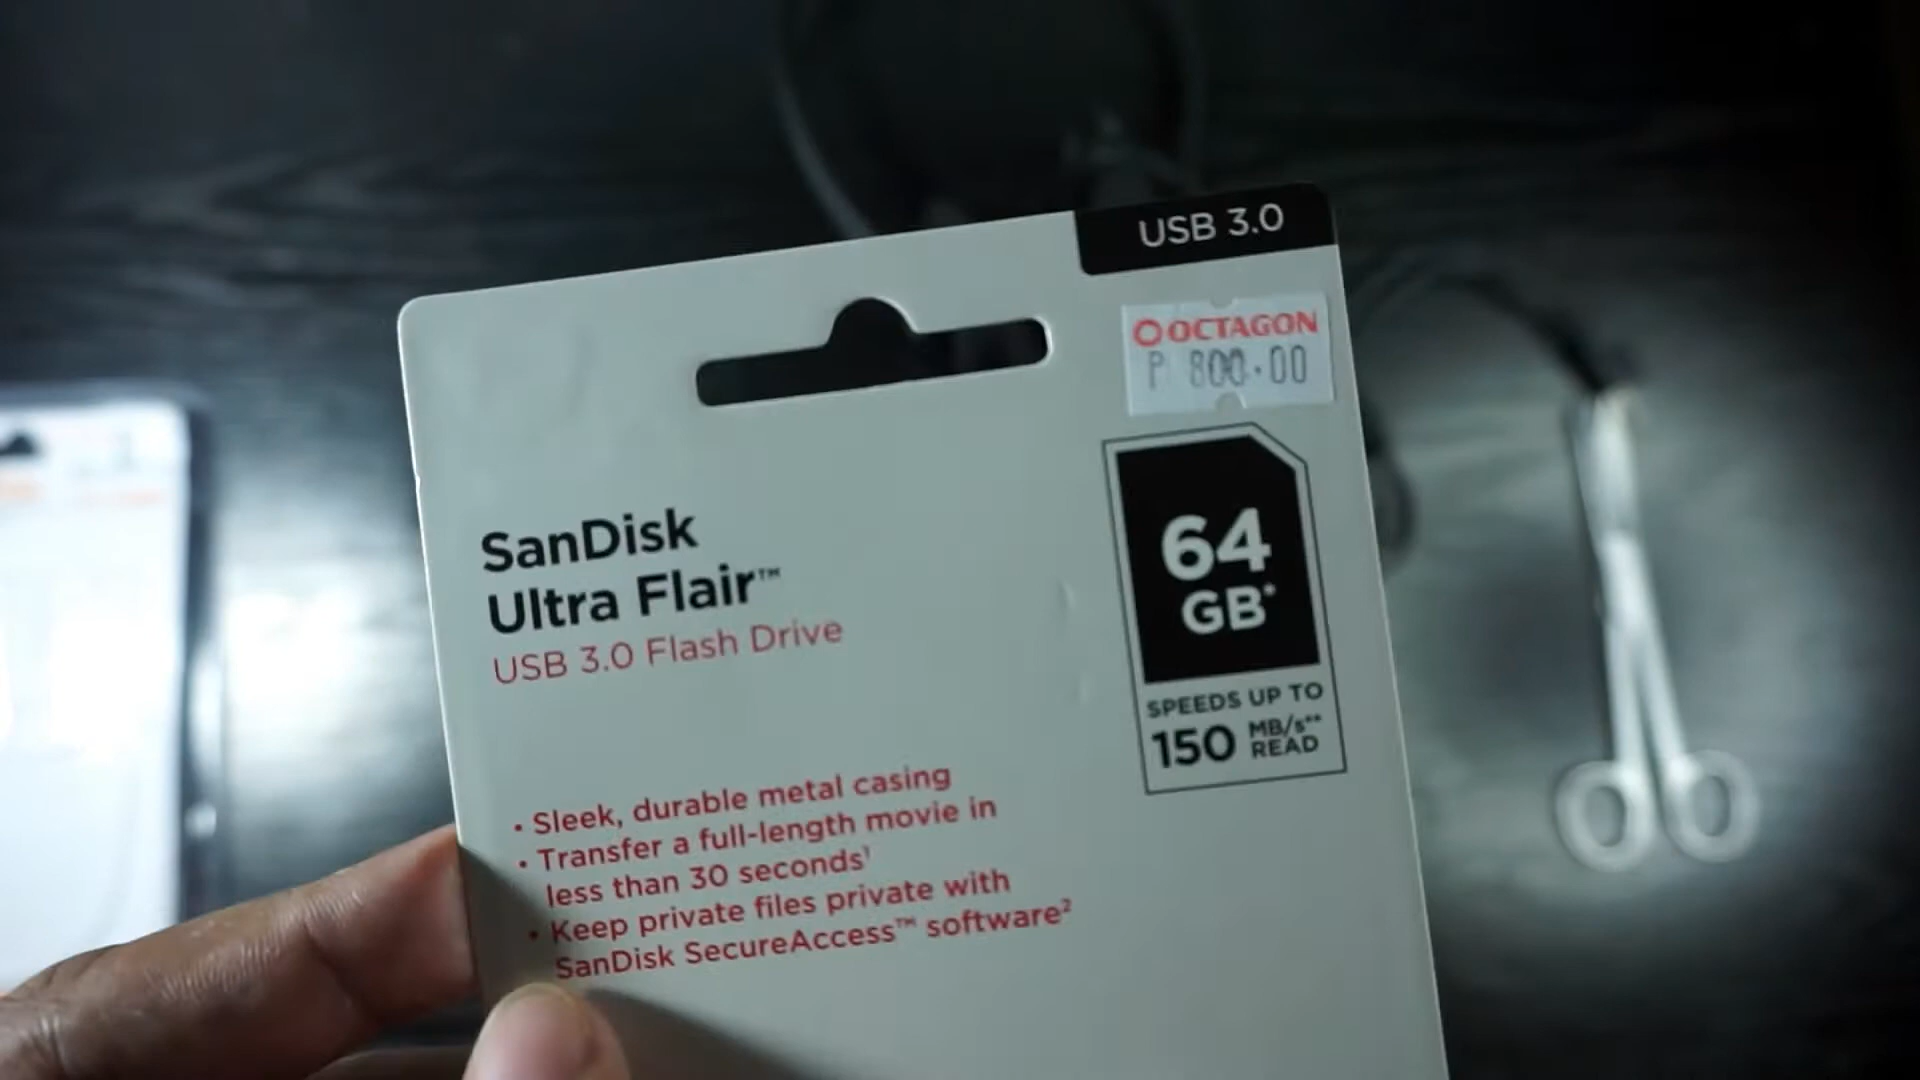 USB 3.0
OCTAGON
P 800.00
SanDisk
Ultra Flair™
USB 3.0 Flash Drive
64
GB*
SPEEDS UP TO
150 MB/s**
READ
• Sleek, durable metal casing
• Transfer a full-length movie in
less than 30 seconds¹
• Keep private files private with
SanDisk SecureAccess™ software²